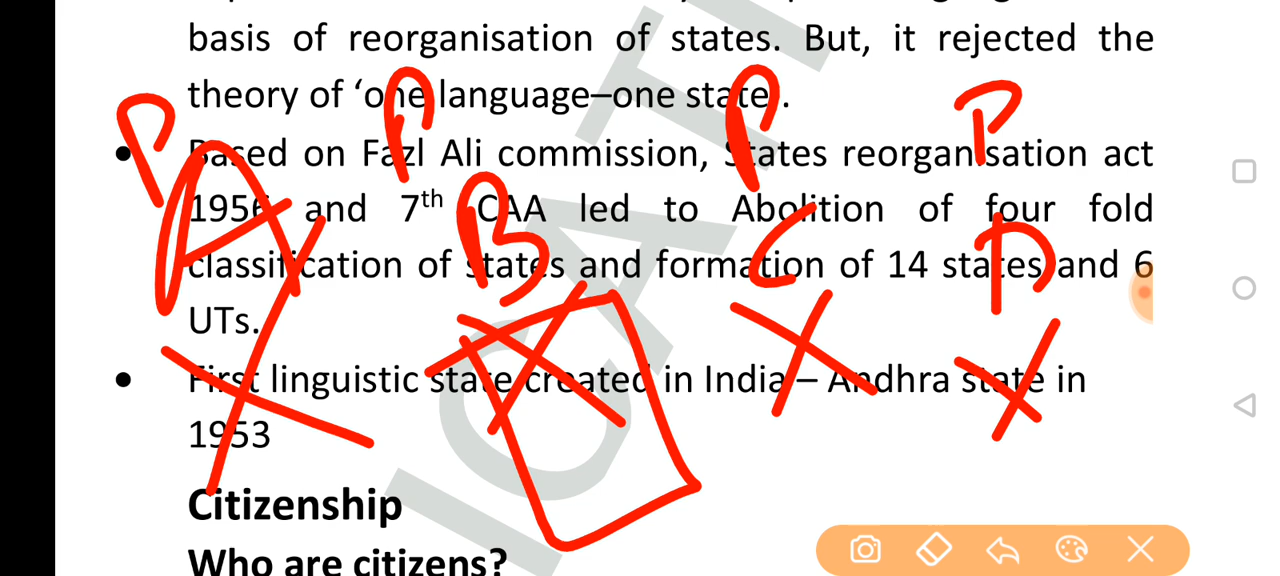 basis of reorganisation of states. But, it rejected the
theory of ‘one language–one state’.
• Based on Fazl Ali commission, States reorganisation act
1956 and 7th CAA led to Abolition of four fold
classification of states and formation of 14 states and 6
UTs.
• First linguistic state created in India – Andhra state in
1953
Citizenship
Who are citizens?
P P P P
A B C D